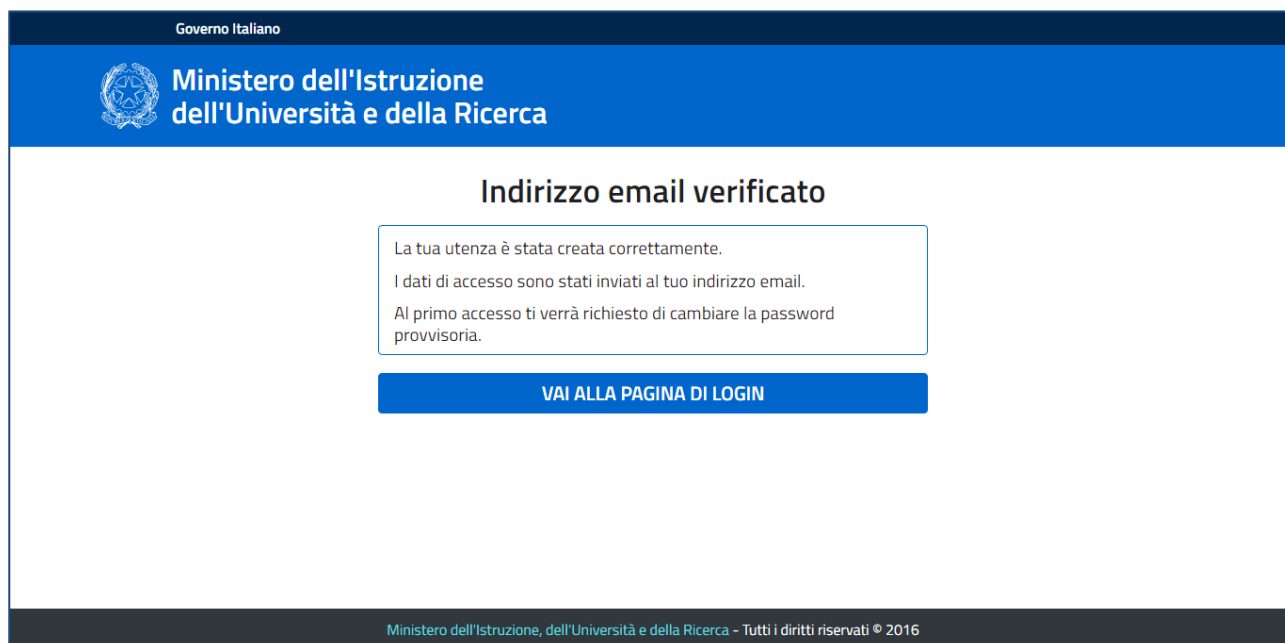 Governo Italiano
Ministero dell'Istruzione
dell'Università e della Ricerca
Indirizzo email verificato
La tua utenza è stata creata correttamente.
I dati di accesso sono stati inviati al tuo indirizzo email.
Al primo accesso ti verrà richiesto di cambiare la password
provvisoria.
VAI ALLA PAGINA DI LOGIN
Ministero dell'Istruzione, dell'Università e della Ricerca - Tutti i diritti riservati © 2016